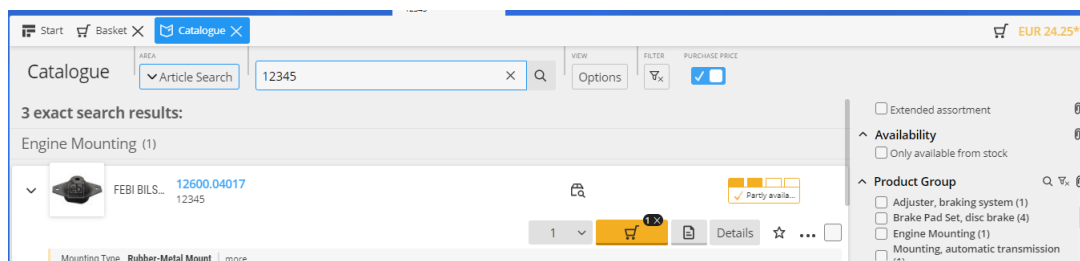 Start Basket Catalogue EUR 24.25*
AREA VIEW FILTER PURCHASE PRICE
Catalogue Article Search 12345 Options
3 exact search results:
Engine Mounting (1)
FEBI BILS... 12600.04017
12345
Partly availa...
1 1 X Details ...
Mounting Type Rubber-Metal Mount more
Extended assortment
Availability
Only available from stock
Product Group
Adjuster, braking system (1)
Brake Pad Set, disc brake (4)
Engine Mounting (1)
Mounting, automatic transmission
(1)